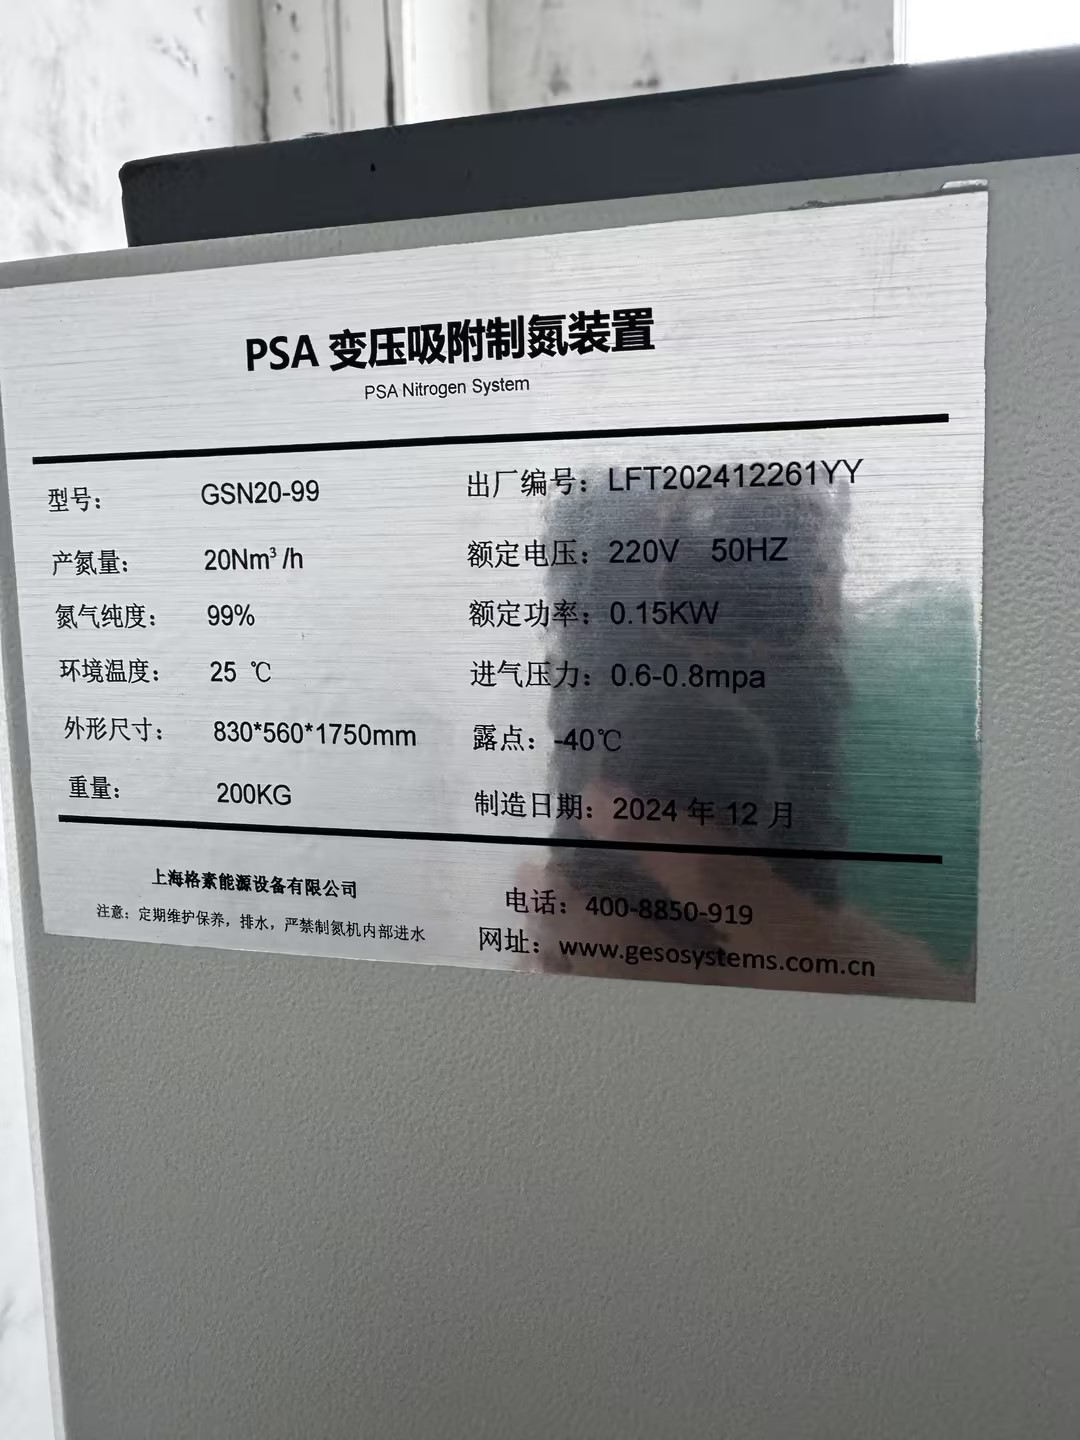 PSA 变压吸附制氮装置
PSA Nitrogen System
型号： GSN20-99 出厂编号：LFT202412261YY
产氮量： 20Nm³/h 额定电压：220V 50HZ
氮气纯度： 99% 额定功率：0.15KW
环境温度： 25 ℃ 进气压力：0.6-0.8mpa
外形尺寸： 830*560*1750mm 露点：-40℃
重量： 200KG 制造日期：2024 年 12 月
上海格素能源设备有限公司 电话：400-8850-919
注意：定期维护保养，排水，严禁制氮机内部进水 网址：www.gesosystems.com.cn